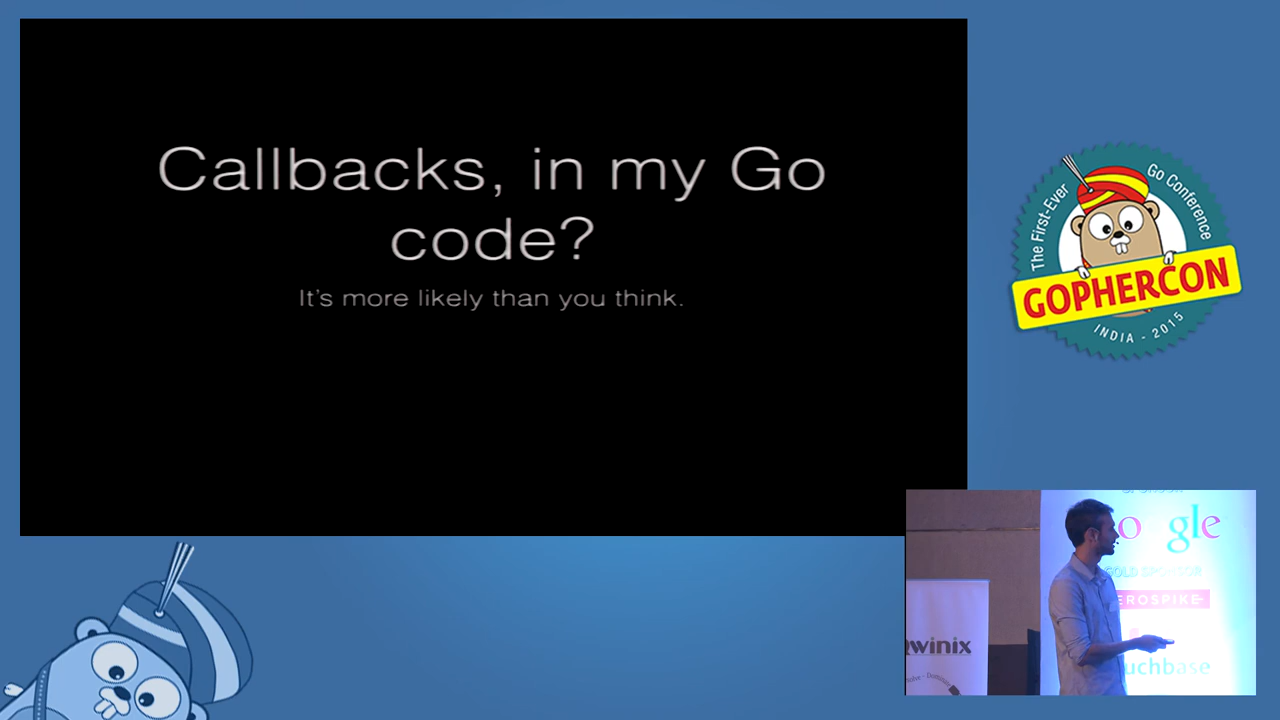 Callbacks, in my Go
code?
It's more likely than you think.
The First-Ever
Go Conference
GOPHERCON
INDIA - 2015
gle
GOLD SPONSOR
EROSPIKE
winix
uchbase